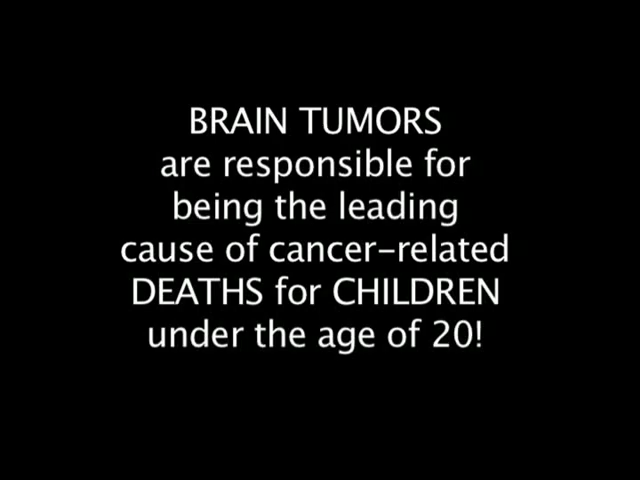 BRAIN TUMORS
are responsible for
being the leading
cause of cancer-related
DEATHS for CHILDREN
under the age of 20!